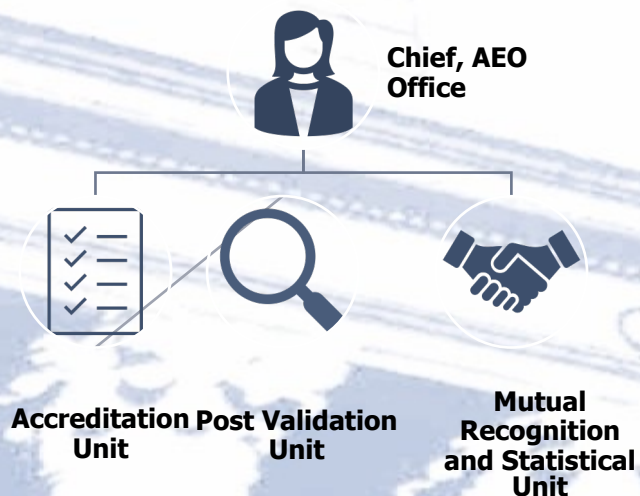 Chief, AEO
Office
Accreditation
Unit
Post Validation
Unit
Mutual
Recognition
and Statistical
Unit